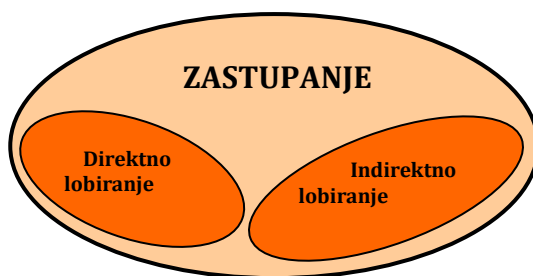 ZASTUPANJE
Direktno
lobiranje
Indirektno
lobiranje